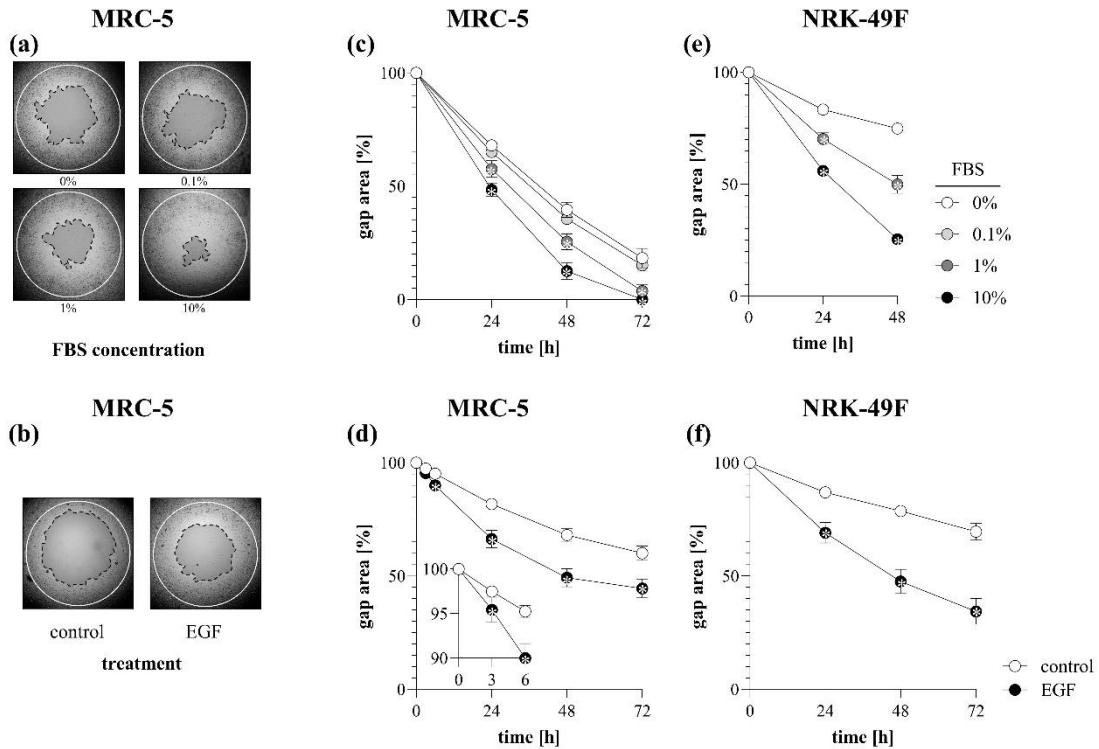 MRC-5
(a)
0%
0.1%
1%
10%
FBS concentration
MRC-5
(c)
gap area [%]
100
50
0
0
24
48
72
time [h]
NRK-49F
(e)
gap area [%]
100
50
0
0
24
48
time [h]
FBS
0%
0.1%
1%
10%
MRC-5
(b)
control
EGF
treatment
MRC-5
(d)
gap area [%]
100
50
0
100
95
90
0
3
6
0
24
48
72
time [h]
NRK-49F
(f)
gap area [%]
100
50
0
0
24
48
72
time [h]
control
EGF